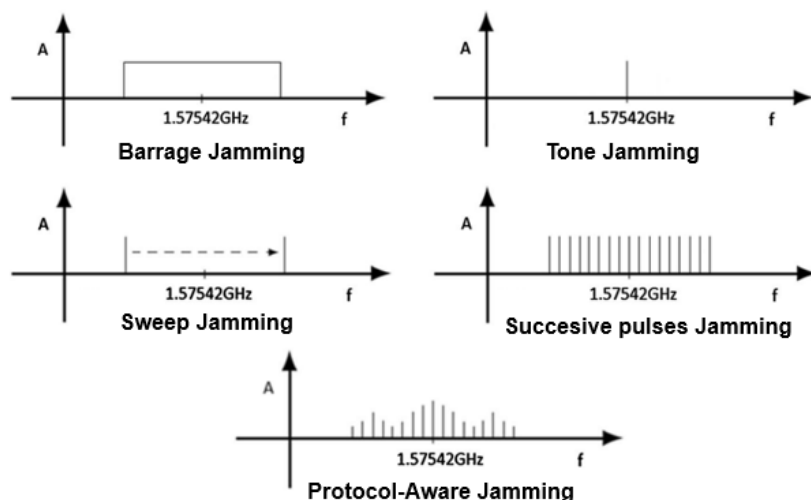 A
A
1.57542GHz f
1.57542GHz f
Barrage Jamming
Tone Jamming
A
A
1.57542GHz f
1.57542GHz f
Sweep Jamming
Succesive pulses Jamming
A
1.57542GHz f
Protocol-Aware Jamming